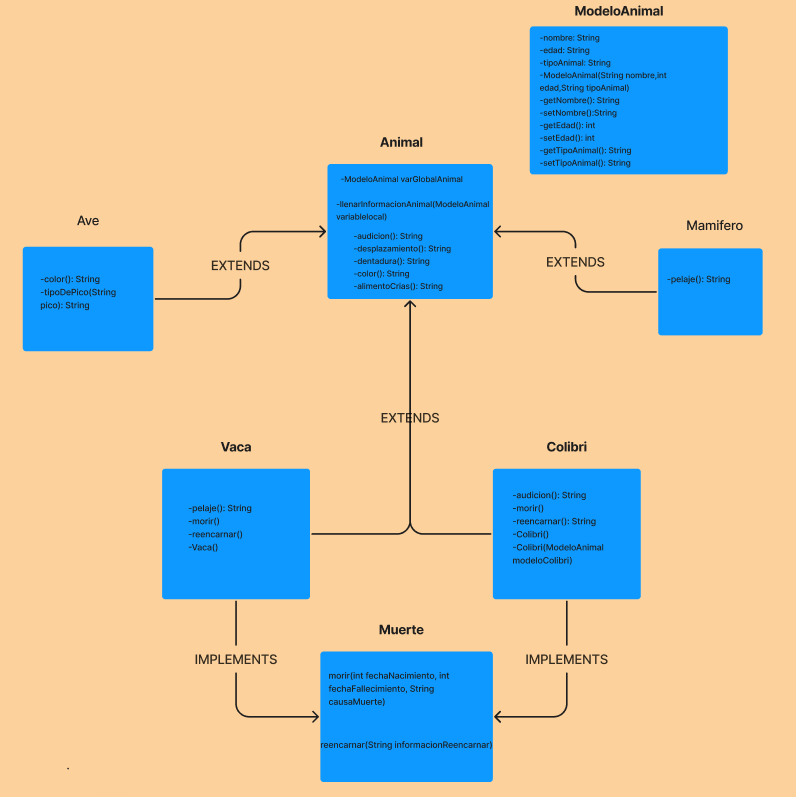 ModeloAnimal
-nombre: String
-edad: String
-tipoAnimal: String
-ModeloAnimal(String nombre,int
edad,String tipoAnimal)
-getNombre(): String
-setNombre():String
-getEdad(): int
-setEdad(): int
-getTipoAnimal(): String
-setTipoAnimal(): String
Animal
-ModeloAnimal varGlobalAnimal
-llenarInformacionAnimal(ModeloAnimal
variablelocal)
-audicion(): String
-desplazamiento(): String
-dentadura(): String
-color(): String
-alimentoCrias(): String
Ave
-color(): String
-tipoDePico(String
pico): String
EXTENDS
Mamifero
-pelaje(): String
EXTENDS
EXTENDS
Vaca
-pelaje(): String
-morir()
-reencarnar()
-Vaca()
Colibri
-audicion(): String
-morir()
-reencarnar(): String
-Colibri()
-Colibri(ModeloAnimal
modeloColibri)
IMPLEMENTS
IMPLEMENTS
Muerte
morir(int fechaNacimiento, int
fechaFallecimiento, String
causaMuerte)
reencarnar(String informacionReencarnar)
.